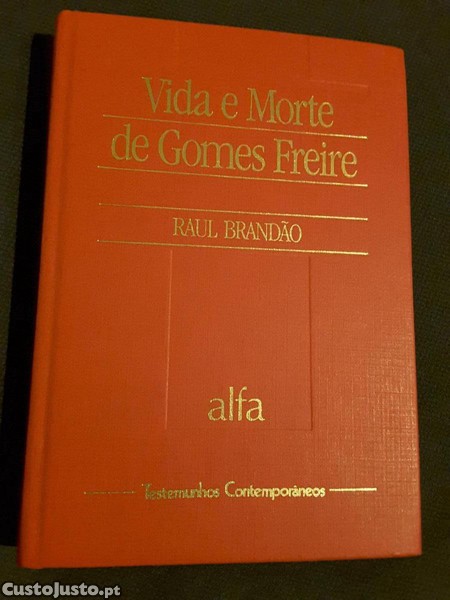 Vida e Morte
de Gomes Freire
RAUL BRANDÃO
alfa
Testemunhos Contemporâneos
CustoJusto.pt